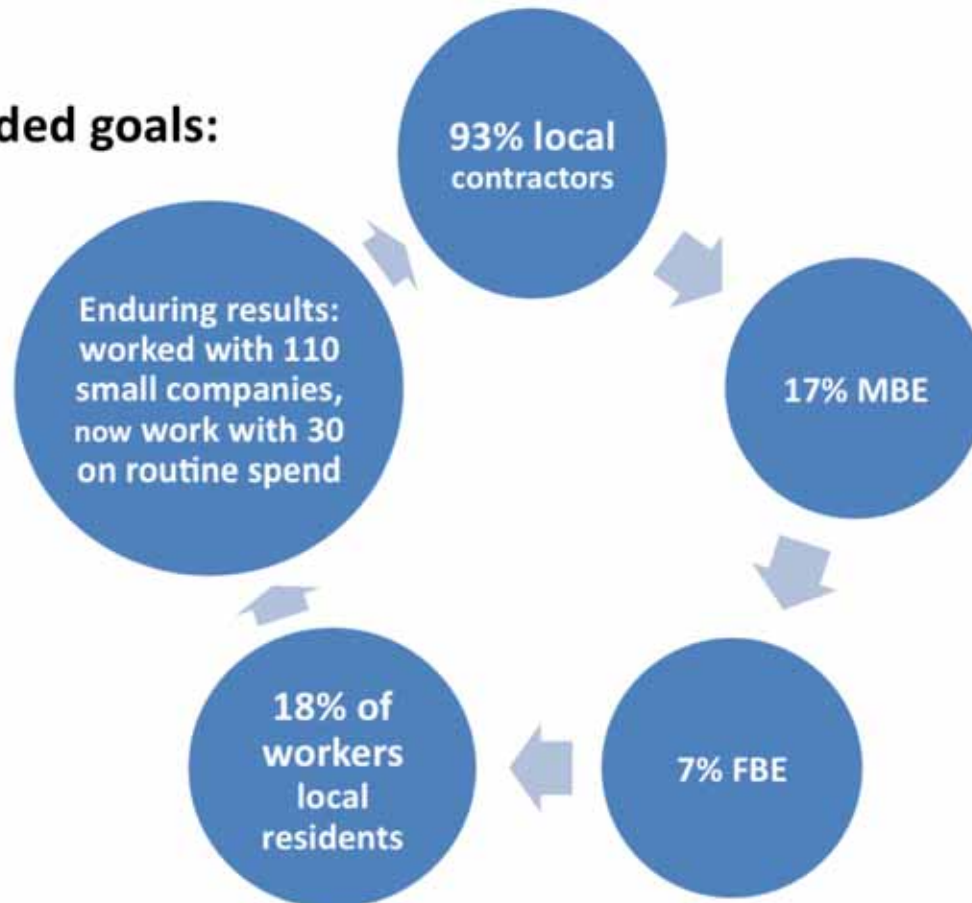 goals:
93% local
contractors
17% MBE
7% FBE
18% of
workers
local
residents
Enduring results:
worked with 110
small companies,
now work with 30
on routine spend